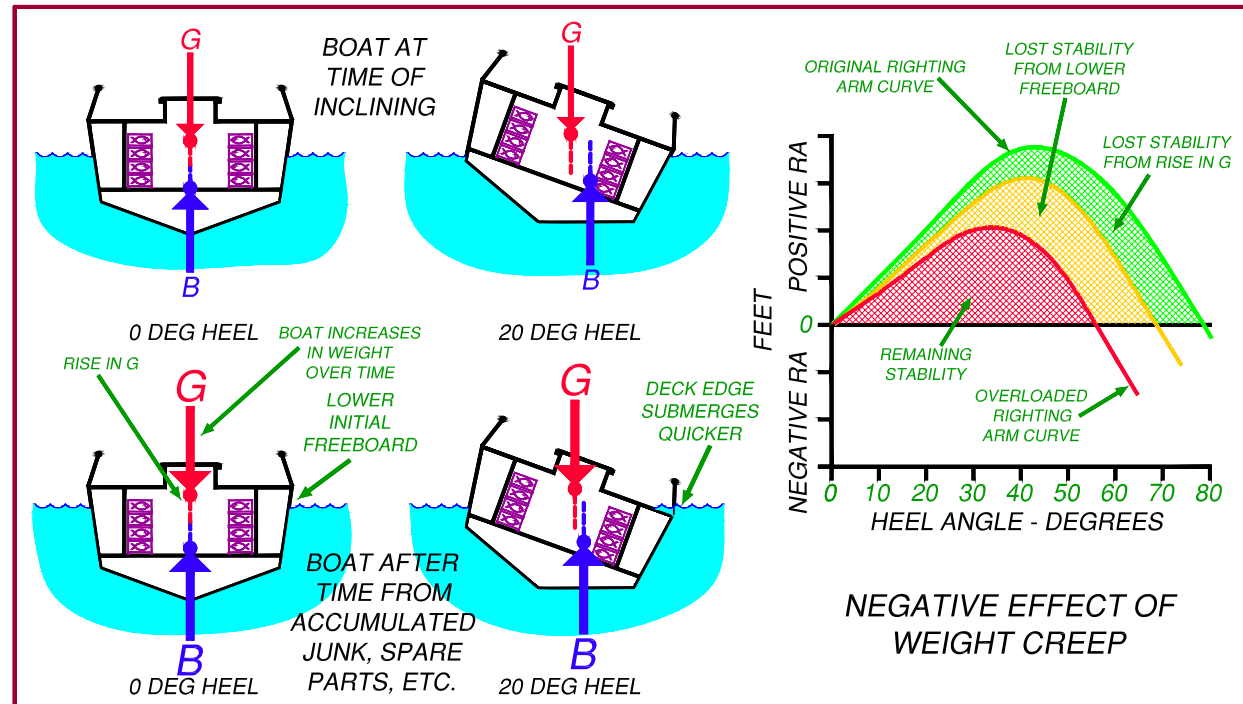 G
BOAT AT
TIME OF
INCLINING
G
B
B
0 DEG HEEL
20 DEG HEEL
RISE IN G
BOAT INCREASES
IN WEIGHT
OVER TIME
LOWER
INITIAL
FREEBOARD
G
G
DECK EDGE
SUBMERGES
QUICKER
BOAT AFTER
TIME FROM
ACCUMULATED
JUNK, SPARE
PARTS, ETC.
B
B
0 DEG HEEL
20 DEG HEEL
ORIGINAL RIGHTING
ARM CURVE
LOST STABILITY
FROM LOWER
FREEBOARD
LOST STABILITY
FROM RISE IN G
FEET
POSITIVE RA
NEGATIVE RA
0
REMAINING
STABILITY
OVERLOADED
RIGHTING
ARM CURVE
0 10 20 30 40 50 60 70 80
HEEL ANGLE - DEGREES
NEGATIVE EFFECT OF
WEIGHT CREEP